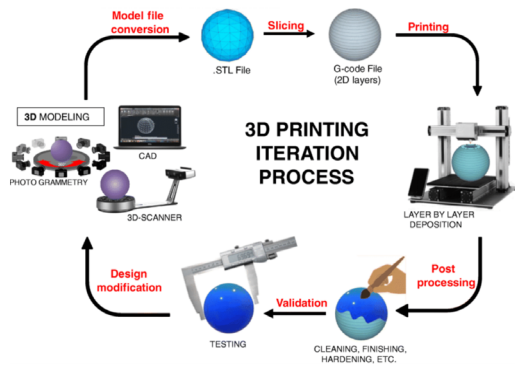 Model file
conversion
Slicing
Printing
.STL File
G-code File
(2D layers)
3D MODELING
CAD
PHOTO GRAMMETRY
3D-SCANNER
3D PRINTING
ITERATION
PROCESS
LAYER BY LAYER
DEPOSITION
Post
processing
Design
modification
Validation
TESTING
CLEANING, FINISHING,
HARDENING, ETC.